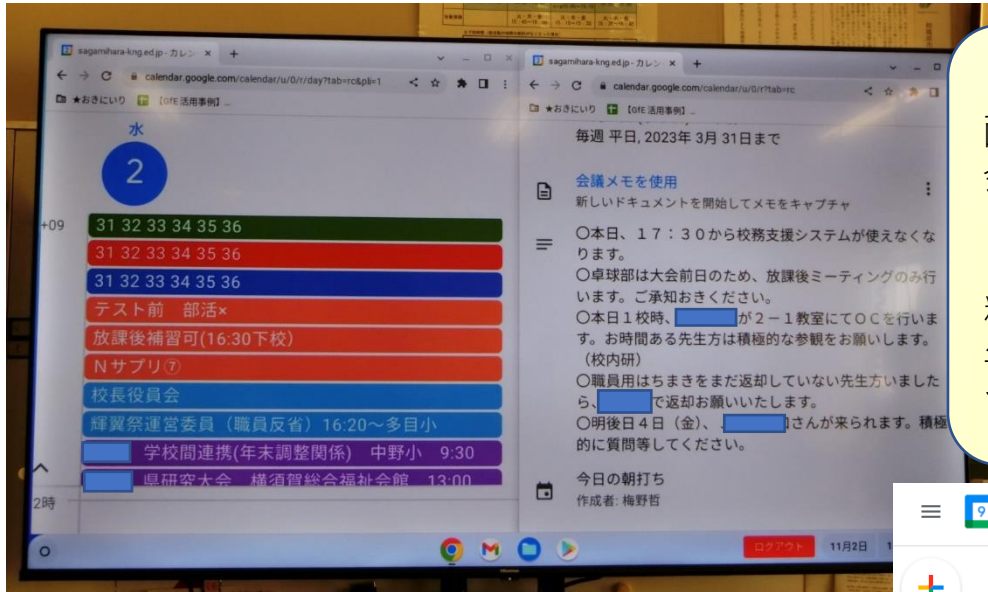 sagamihara-kng.ed.jp - カレン
calendar.google.com/calendar/u/0/r/day?tab=rc&pli=1
★おきにいり
【GfE 活用事例】...
水
2
+09
31 32 33 34 35 36
31 32 33 34 35 36
31 32 33 34 35 36
テスト前 部活×
放課後補習可(16:30下校）
Nサプリ⑦
校長役員会
輝翼祭運営委員（職員反省）16:20～多目小
学校間連携(年末調整関係) 中野小 9:30
県研究大会 横須賀総合福祉会館 13:00
2時
sagamihara-kng.ed.jp - カレン
calendar.google.com/calendar/u/0/r?tab=rc
★おきにいり
【GfE 活用事例】...
毎週 平日, 2023年 3月 31日まで
会議メモを使用
新しいドキュメントを開始してメモをキャプチャ
〇本日、１７：３０から校務支援システムが使えなくな
ります。
〇卓球部は大会前日のため、放課後ミーティングのみ行
います。ご承知おきください。
〇本日１校時、 が２－１教室にてＯＣを行いま
す。お時間ある先生方は積極的な参観をお願いします。
（校内研）
〇職員用はちまきをまだ返却していない先生方いました
ら、 で返却お願いいたします。
〇明後日４日（金）、 さんが来られます。積極
的に質問等してください。
今日の朝打ち
作成者: 梅野哲
ログアウト
11月2日
9